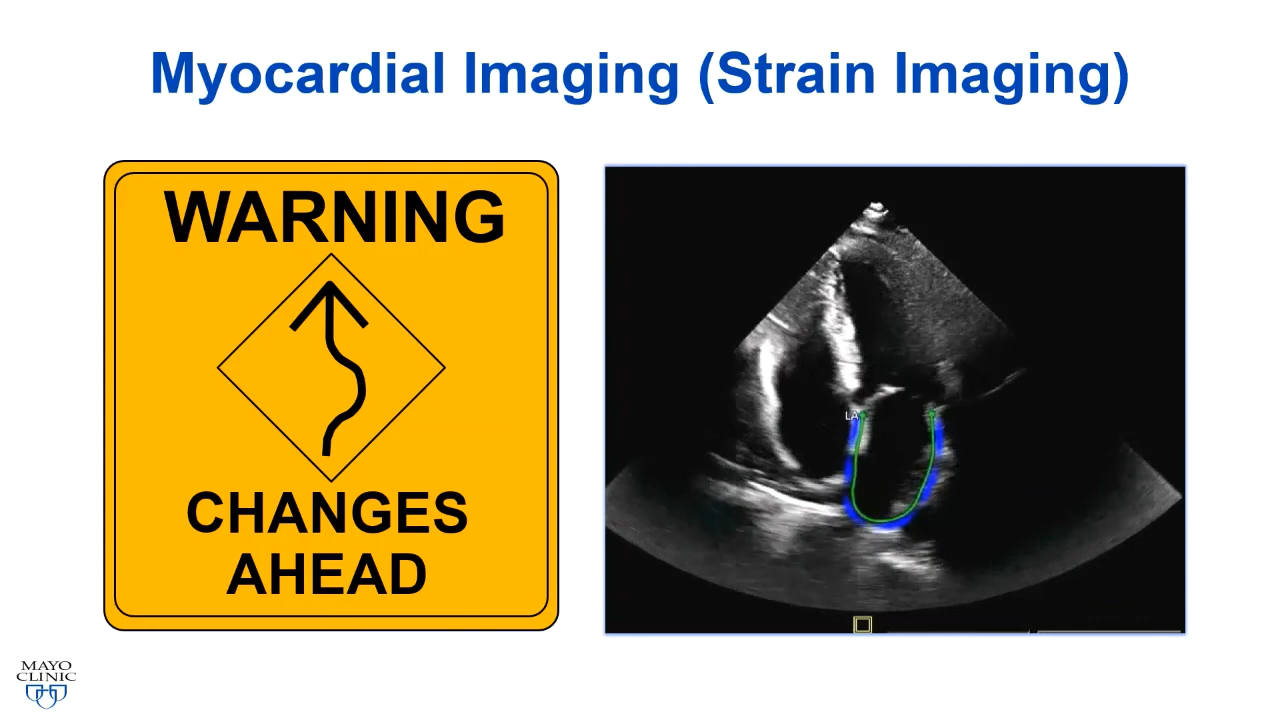 Myocardial Imaging (Strain Imaging)
WARNING
CHANGES
AHEAD
LA
MAYO
CLINIC